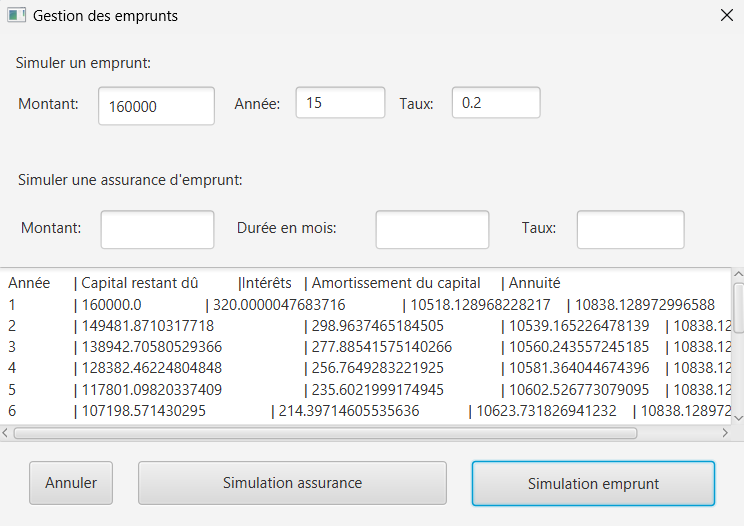 Gestion des emprunts
Simuler un emprunt:
Montant: 160000 Année: 15 Taux: 0.2
Simuler une assurance d'emprunt:
Montant: Durée en mois: Taux:
Année | Capital restant dû |Intérêts | Amortissement du capital | Annuité
1 | 160000.0 | 320.0000047683716 | 10518.128968228217 | 10838.128972996588
2 | 149481.8710317718 | 298.9637465184505 | 10539.165226478139 | 10838.12
3 | 138942.70580529366 | 277.88541575140266 | 10560.243557245185 | 10838.12
4 | 128382.46224804848 | 256.7649283221925 | 10581.364044674396 | 10838.12
5 | 117801.09820337409 | 235.6021999174945 | 10602.526773079095 | 10838.12
6 | 107198.571430295 | 214.39714605535636 | 10623.731826941232 | 10838.128972
Annuler Simulation assurance Simulation emprunt